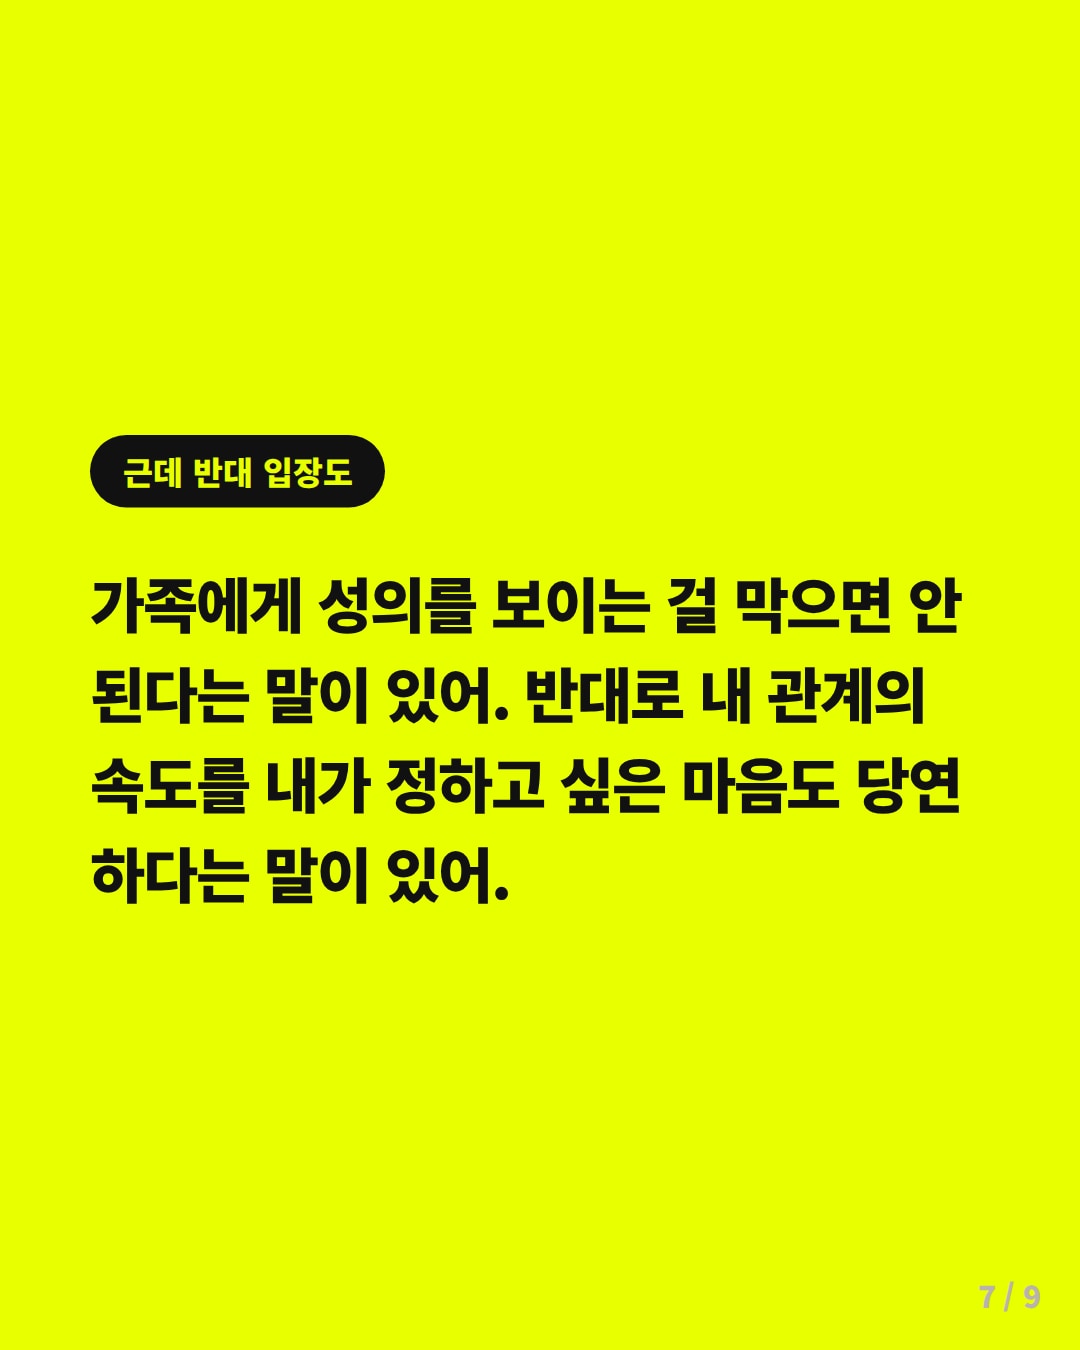 근데 반대 입장도
가족에게 성의를 보이는 걸 막으면 안
된다는 말이 있어. 반대로 내 관계의
속도를 내가 정하고 싶은 마음도 당연
하다는 말이 있어.
7 / 9